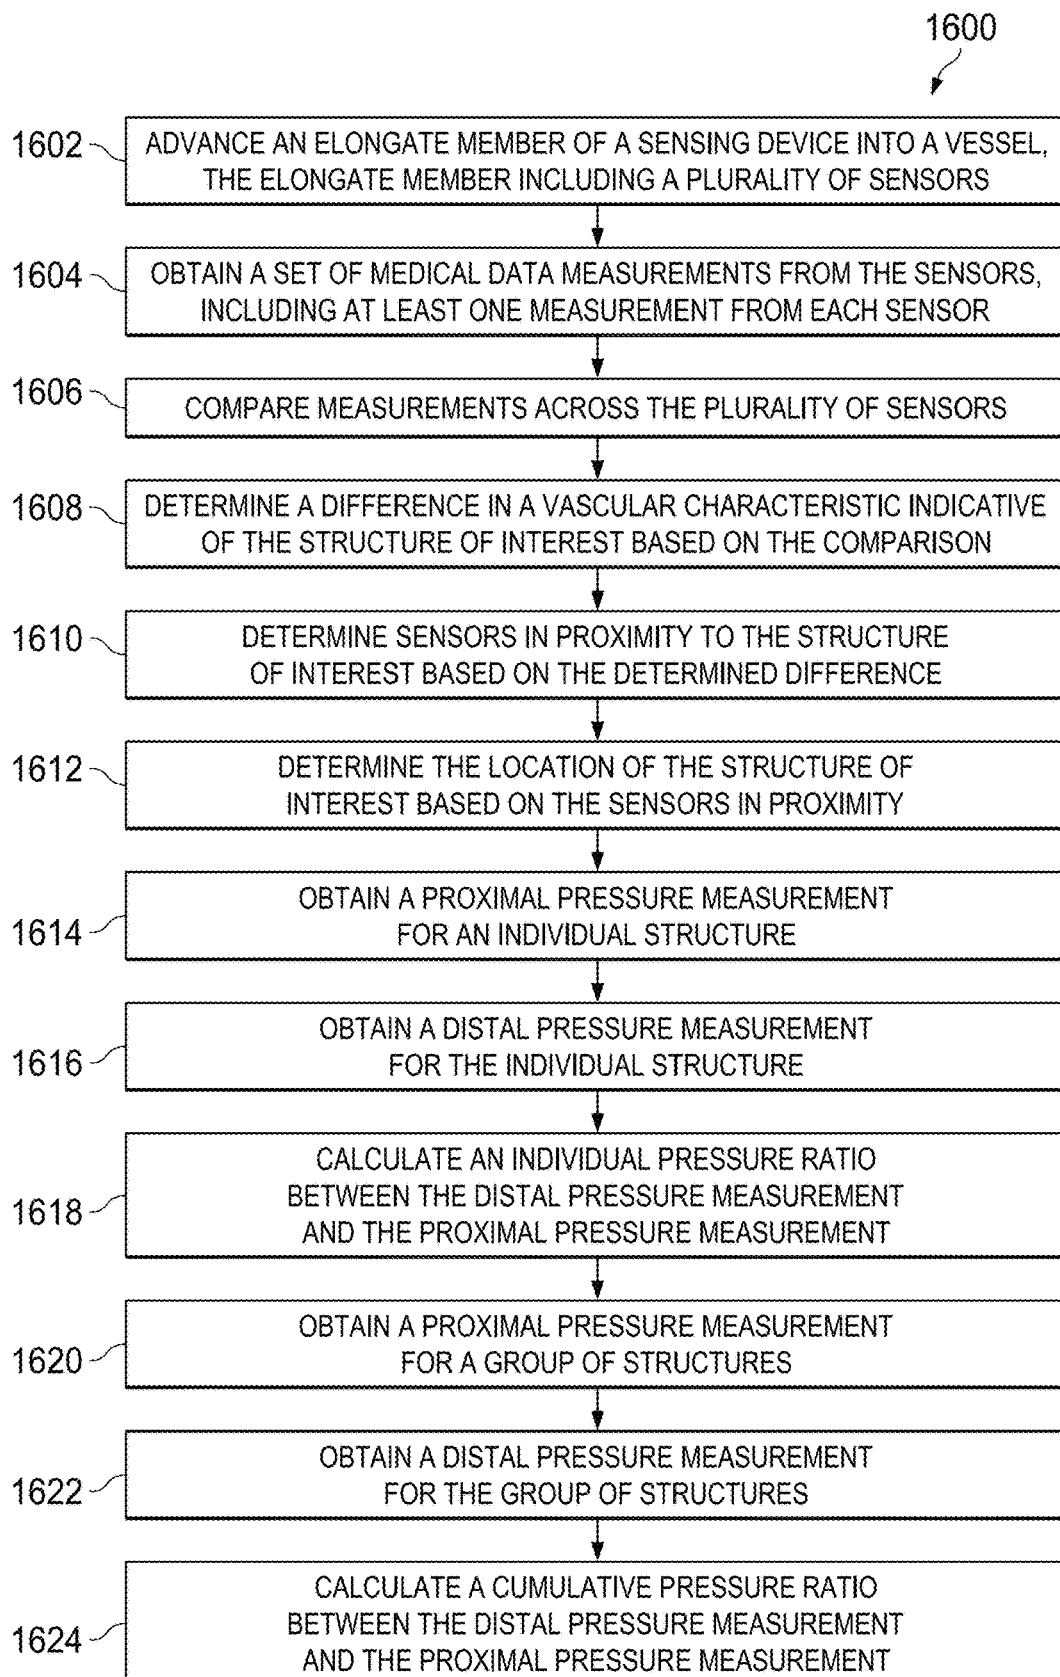 1600
1602
ADVANCE AN ELONGATE MEMBER OF A SENSING DEVICE INTO A VESSEL,
THE ELONGATE MEMBER INCLUDING A PLURALITY OF SENSORS
1604
OBTAIN A SET OF MEDICAL DATA MEASUREMENTS FROM THE SENSORS,
INCLUDING AT LEAST ONE MEASUREMENT FROM EACH SENSOR
1606
COMPARE MEASUREMENTS ACROSS THE PLURALITY OF SENSORS
1608
DETERMINE A DIFFERENCE IN A VASCULAR CHARACTERISTIC INDICATIVE
OF THE STRUCTURE OF INTEREST BASED ON THE COMPARISON
1610
DETERMINE SENSORS IN PROXIMITY TO THE STRUCTURE
OF INTEREST BASED ON THE DETERMINED DIFFERENCE
1612
DETERMINE THE LOCATION OF THE STRUCTURE OF
INTEREST BASED ON THE SENSORS IN PROXIMITY
1614
OBTAIN A PROXIMAL PRESSURE MEASUREMENT
FOR AN INDIVIDUAL STRUCTURE
1616
OBTAIN A DISTAL PRESSURE MEASUREMENT
FOR THE INDIVIDUAL STRUCTURE
1618
CALCULATE AN INDIVIDUAL PRESSURE RATIO
BETWEEN THE DISTAL PRESSURE MEASUREMENT
AND THE PROXIMAL PRESSURE MEASUREMENT
1620
OBTAIN A PROXIMAL PRESSURE MEASUREMENT
FOR A GROUP OF STRUCTURES
1622
OBTAIN A DISTAL PRESSURE MEASUREMENT
FOR THE GROUP OF STRUCTURES
1624
CALCULATE A CUMULATIVE PRESSURE RATIO
BETWEEN THE DISTAL PRESSURE MEASUREMENT
AND THE PROXIMAL PRESSURE MEASUREMENT